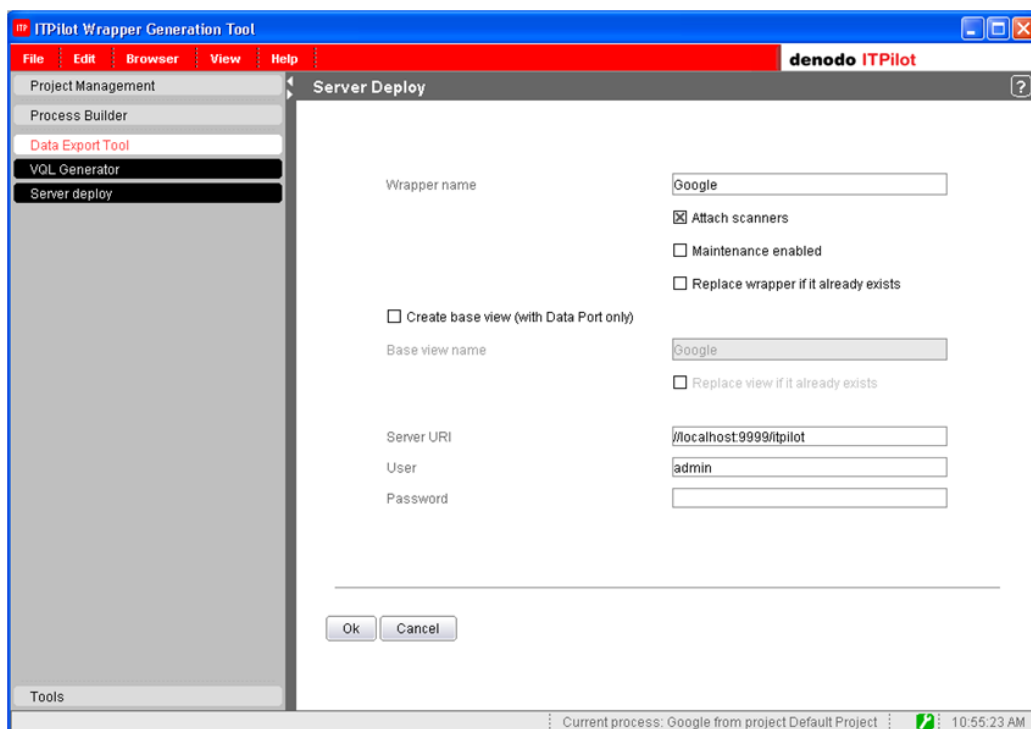 ITP ITPilot Wrapper Generation Tool
File Edit Browser View Help denodo ITPilot
Project Management
Process Builder
Data Export Tool
VQL Generator
Server deploy
Tools
Server Deploy ?
Wrapper name Google
Attach scanners
Maintenance enabled
Replace wrapper if it already exists
Create base view (with Data Port only)
Base view name Google
Replace view if it already exists
Server URI //localhost:9999/itpilot
User admin
Password
Ok Cancel
Current process: Google from project Default Project 10:55:23 AM